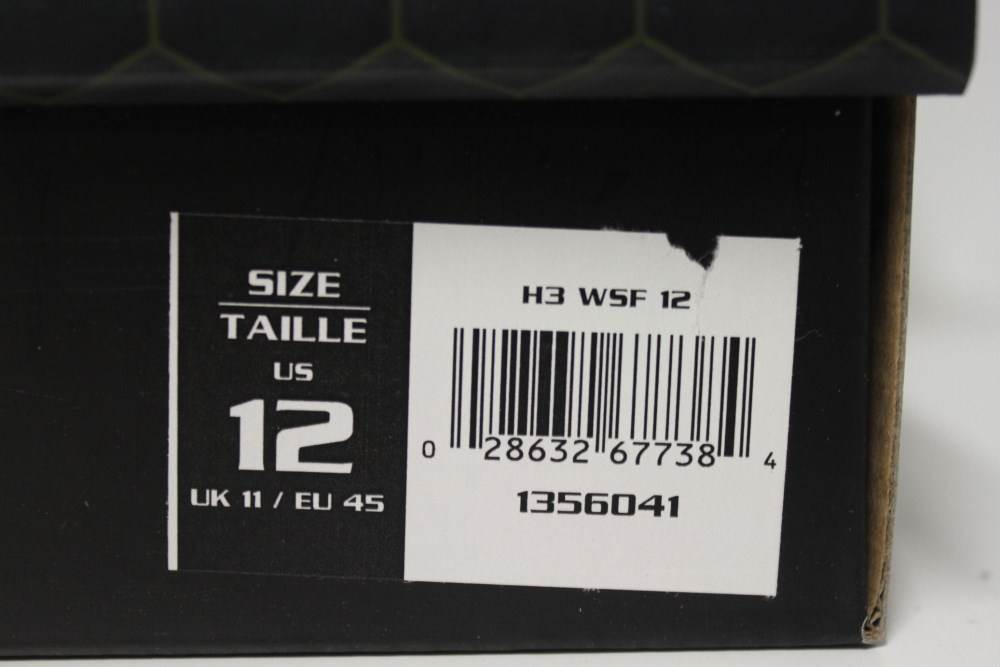 SIZE
TAILLE
US
12
UK 11 / EU 45
H3 WSF 12
0 28632 67738 4
1356041